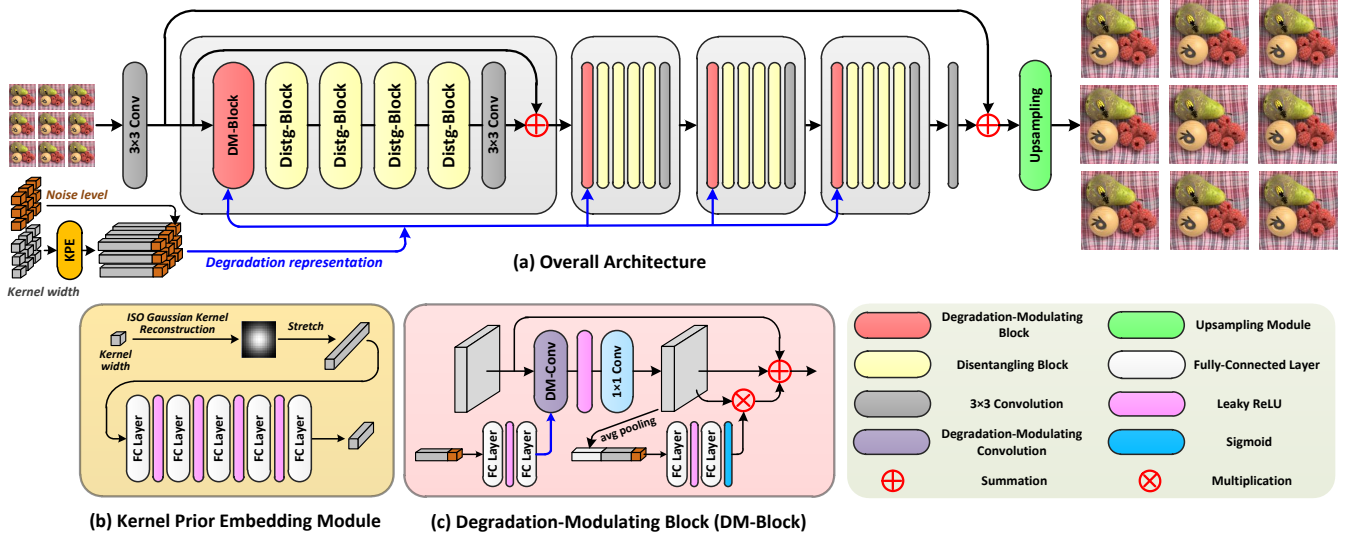 3×3 Conv
DM-Block
Distg-Block
Distg-Block
Distg-Block
Distg-Block
3×3 Conv
Upsampling
Noise level
KPE
Kernel width
Degradation representation
(a) Overall Architecture
ISO Gaussian Kernel
Reconstruction
Stretch
Kernel
width
FC Layer
FC Layer
FC Layer
FC Layer
FC Layer
(b) Kernel Prior Embedding Module
DM-Conv
1×1 Conv
avg pooling
FC Layer
FC Layer
FC Layer
FC Layer
(c) Degradation-Modulating Block (DM-Block)
Degradation-Modulating
Block
Upsampling Module
Disentangling Block
Fully-Connected Layer
3×3 Convolution
Leaky ReLU
Degradation-Modulating
Convolution
Sigmoid
Summation
Multiplication